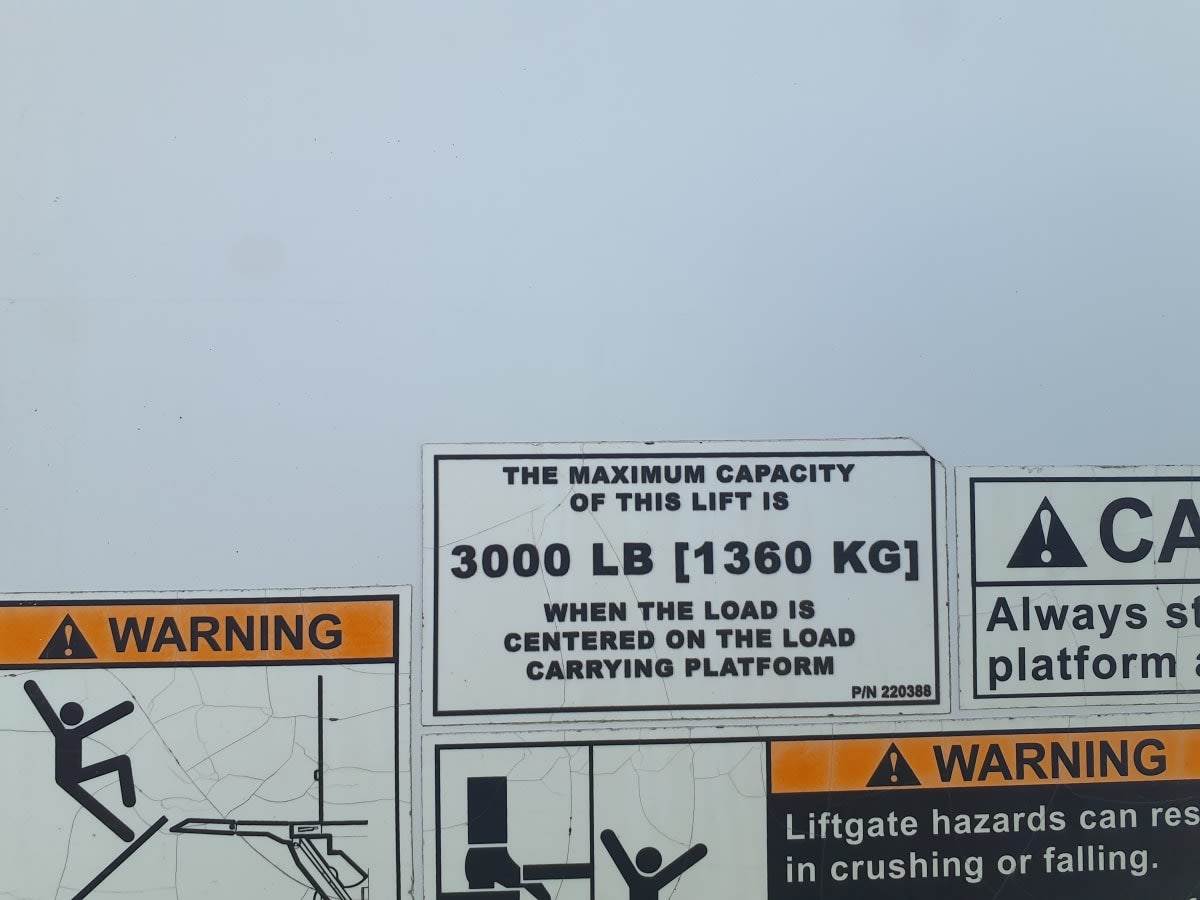 THE MAXIMUM CAPACITY
OF THIS LIFT IS
3000 LB [1360 KG]
WHEN THE LOAD IS
CENTERED ON THE LOAD
CARRYING PLATFORM
P/N 220388
WARNING
CA
Always st
platform
WARNING
Liftgate hazards can res
in crushing or falling.